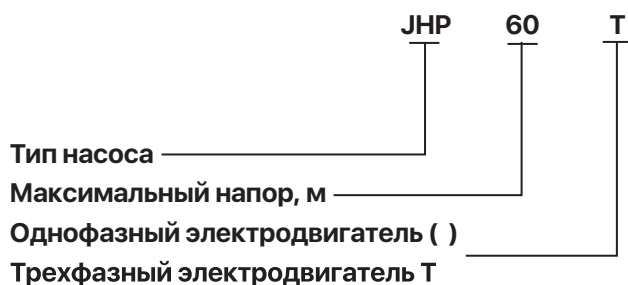 JHP 60 T
Тип насоса
Максимальный напор, м
Однофазный электродвигатель ( )
Трехфазный электродвигатель Т